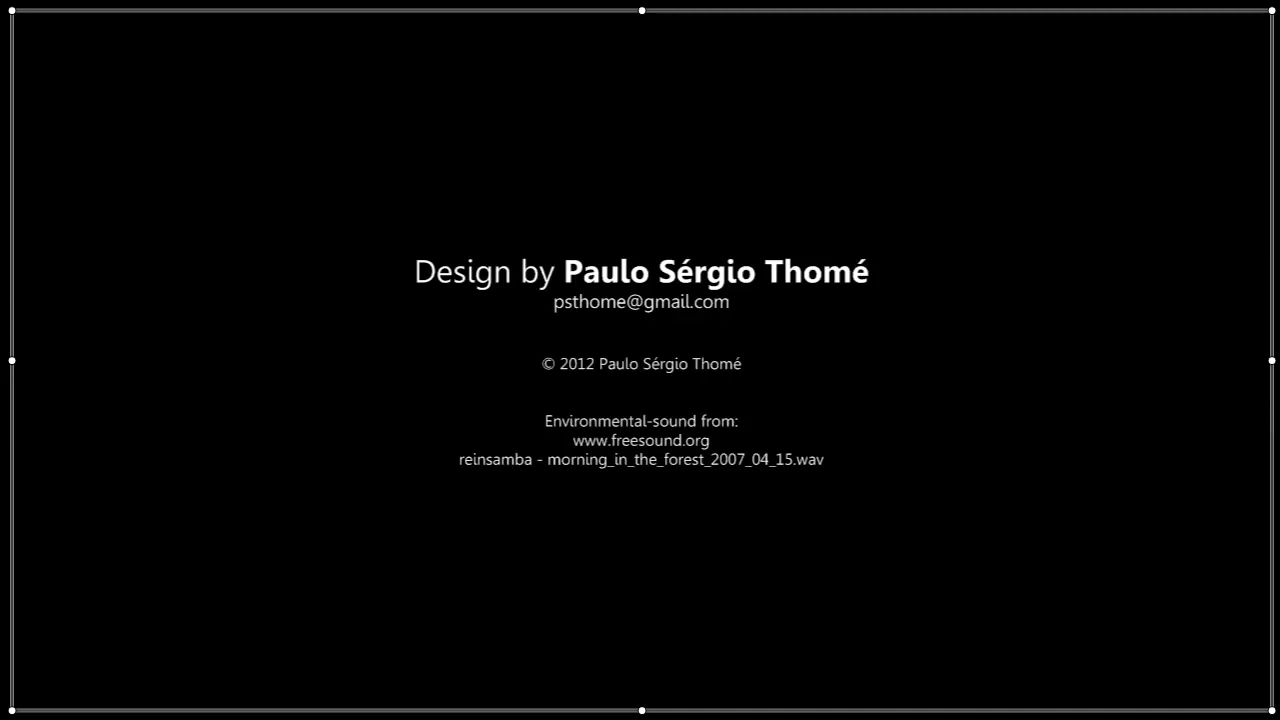 Design by Paulo Sérgio Thomé
psthome@gmail.com
© 2012 Paulo Sérgio Thomé
Environmental-sound from:
www.freesound.org
reinsamba - morning_in_the_forest_2007_04_15.wav